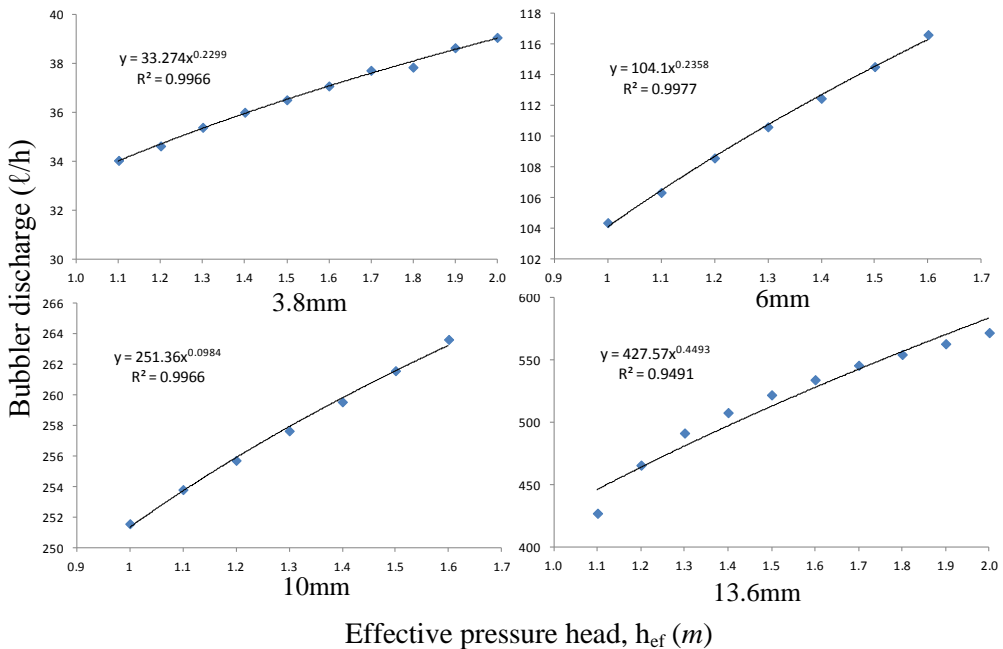 Bubbler discharge (ℓ/h)
y = 33.274x^0.2299
R² = 0.9966
40
38
36
34
32
30
1.0 1.1 1.2 1.3 1.4 1.5 1.6 1.7 1.8 1.9 2.0
3.8mm
y = 104.1x^0.2358
R² = 0.9977
118
116
114
112
110
108
106
104
102
0.9 1 1.1 1.2 1.3 1.4 1.5 1.6 1.7
6mm
y = 251.36x^0.0984
R² = 0.9966
266
264
262
260
258
256
254
252
250
0.9 1.0 1.1 1.2 1.3 1.4 1.5 1.6 1.7
10mm
y = 427.57x^0.4493
R² = 0.9491
600
550
500
450
400
1.0 1.1 1.2 1.3 1.4 1.5 1.6 1.7 1.8 1.9 2.0
13.6mm
Effective pressure head, h_ef (m)